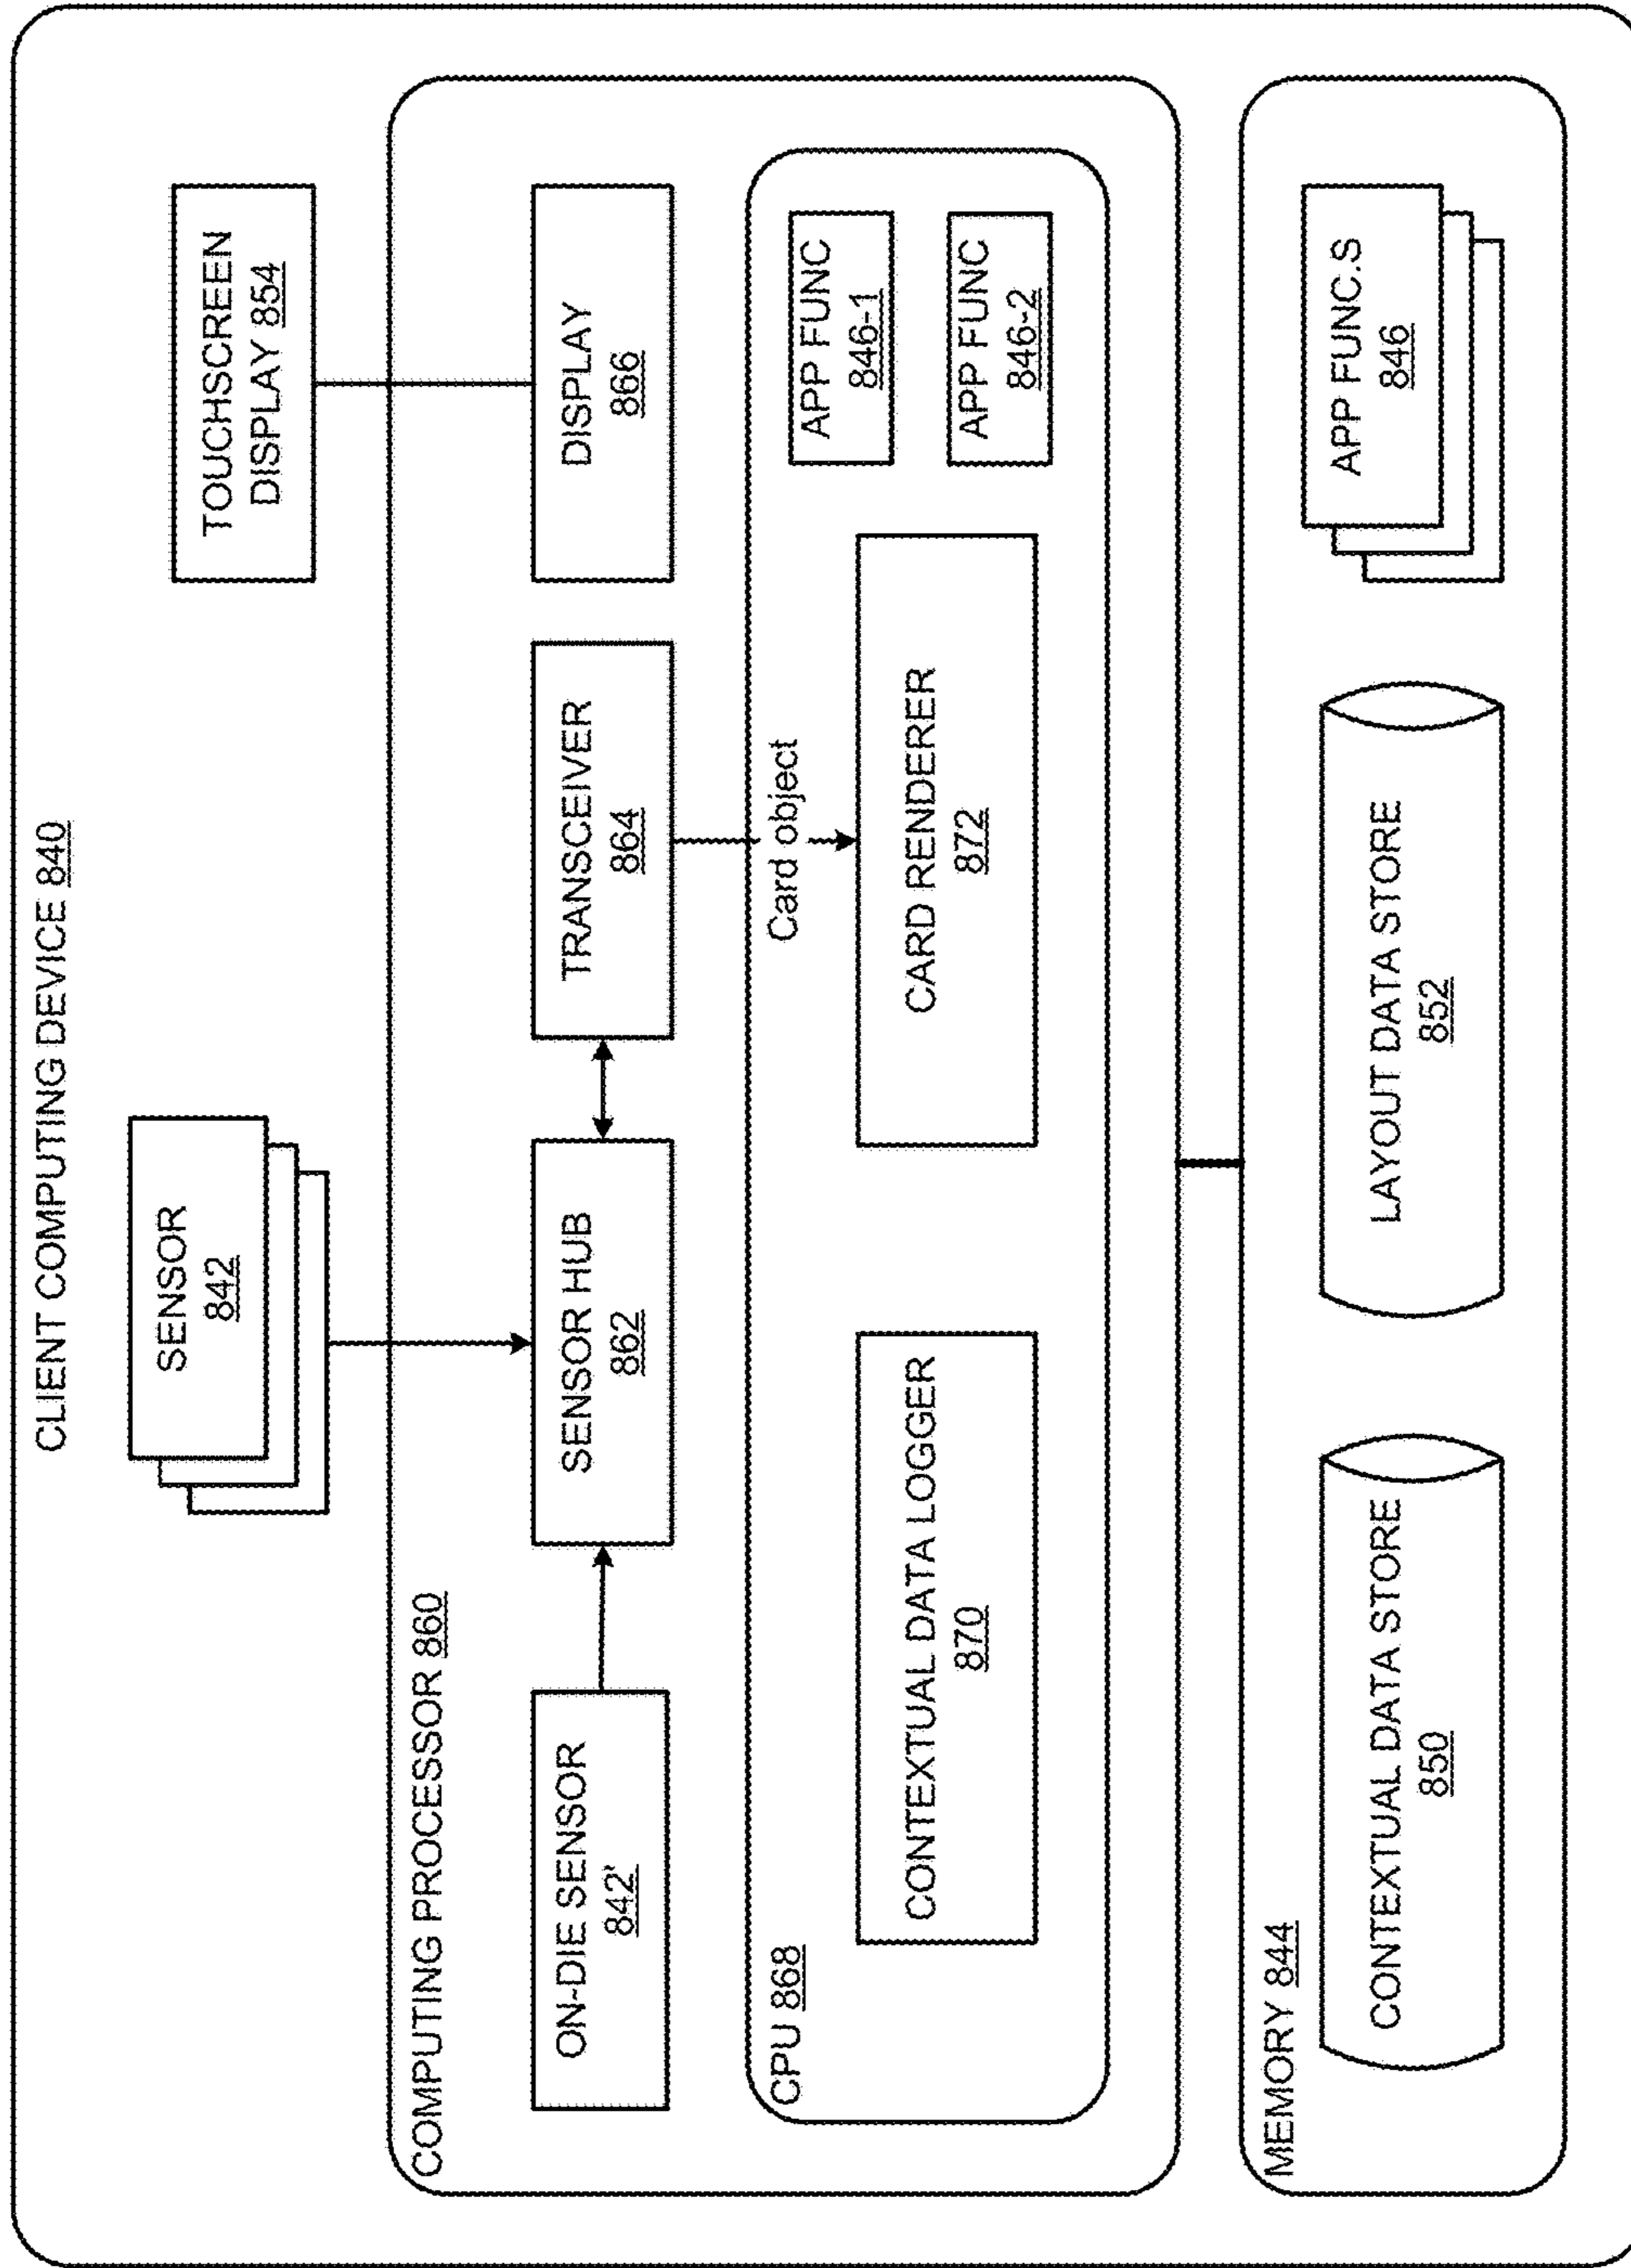 CLIENT COMPUTING DEVICE 840
SENSOR
842
TOUCHSCREEN
DISPLAY 854
COMPUTING PROCESSOR 860
ON-DIE SENSOR
842'
SENSOR HUB
862
TRANSCEIVER
864
DISPLAY
866
Card object
CPU 868
CONTEXTUAL DATA LOGGER
870
CARD RENDERER
872
APP FUNC
846-1
APP FUNC
846-2
MEMORY 844
CONTEXTUAL DATA STORE
850
LAYOUT DATA STORE
852
APP FUNC.S
846